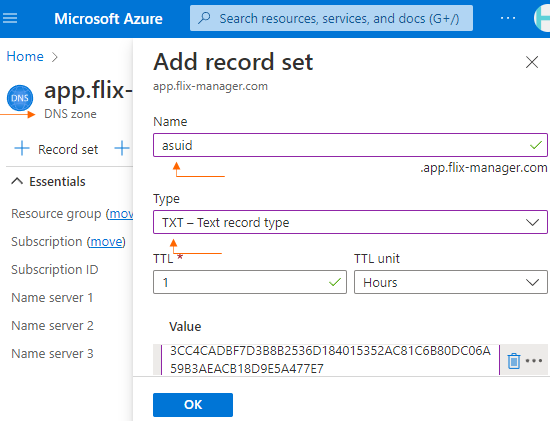 Microsoft Azure
Search resources, services, and docs (G+/)
Home
DNS
app.flix-
DNS zone
Record set
Essentials
Resource group (move)
Subscription (move)
Subscription ID
Name server 1
Name server 2
Name server 3
Add record set
app.flix-manager.com
Name
asuid
.app.flix-manager.com
Type
TXT – Text record type
TTL * TTL unit
1 Hours
Value
3CC4CADBF7D3B8B2536D184015352AC81C6B80DC06A
59B3AEACB18D9E5A477E7
OK